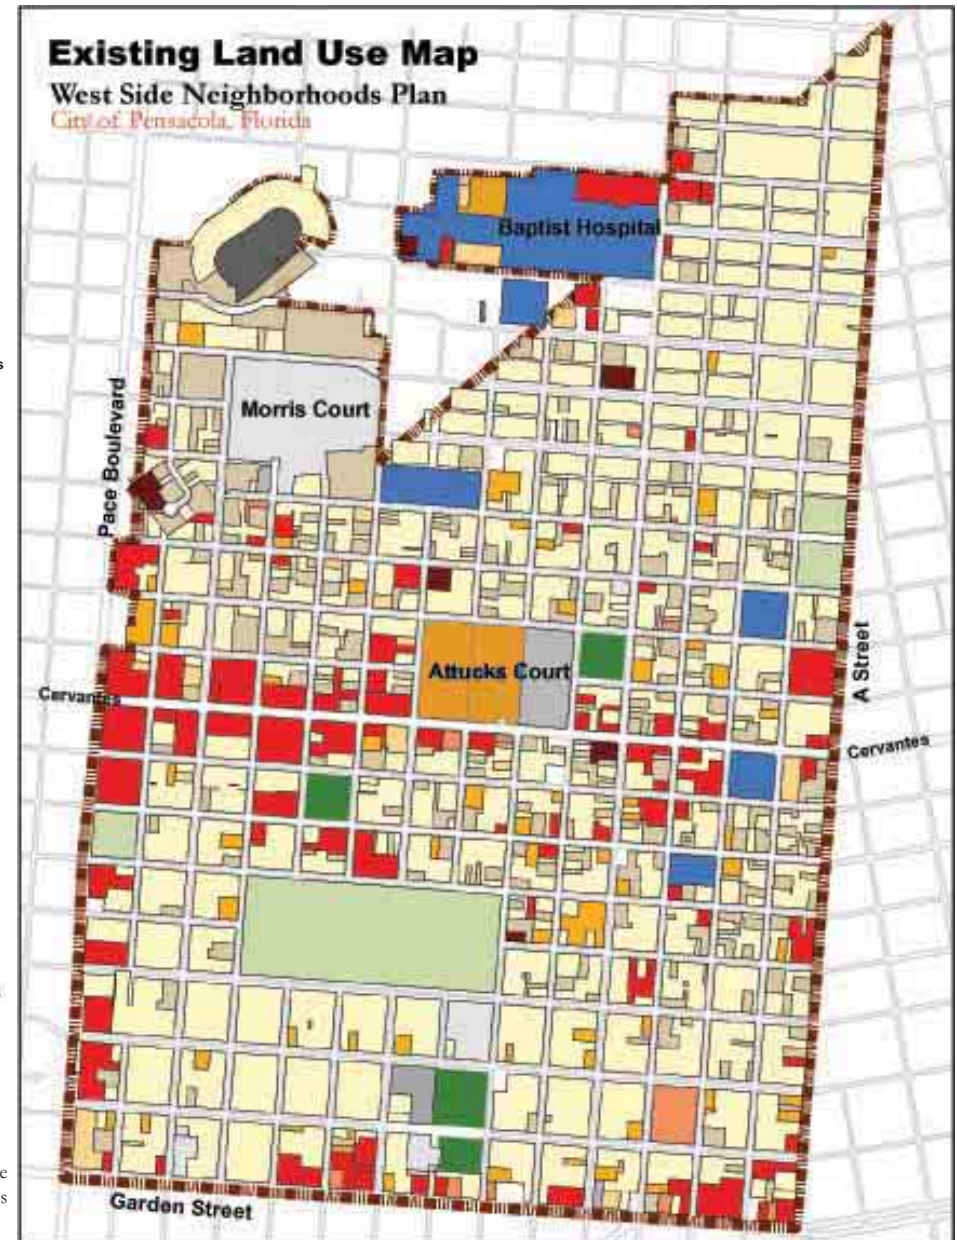 Existing Land Use Map
West Side Neighborhoods Plan
City of Pensacola, Florida
Baptist Hospital
Morris Court
Pace Boulevard
Attucks Court
A Street
Cervantes
Cervantes
Garden Street
s
e
s